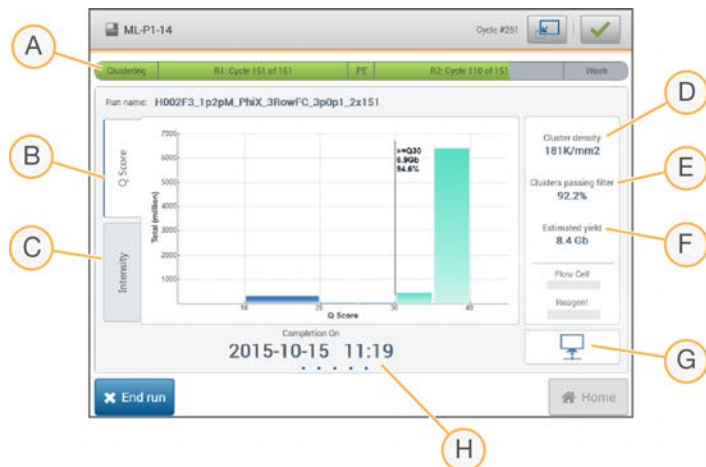 ML-P1-14
Cycle #251
A
Clustering
R1: Cycle 151 of 151
PE
R2: Cycle 110 of 151
Wash
Run name: H002F3_1p2pM_PhiX_3RowFC_3p0p1_2x151
D
B
Q Score
7000
6000
5000
4000
3000
2000
1000
Total (million)
>=Q30
6.9Gb
94.6%
10
20
30
40
Q Score
Cluster density
181K/mm2
E
Clusters passing filter
92.2%
C
Intensity
Estimated yield
8.4 Gb
F
Flow Cell
Reagent
Completion On
2015-10-15 11:19
G
End run
Home
H